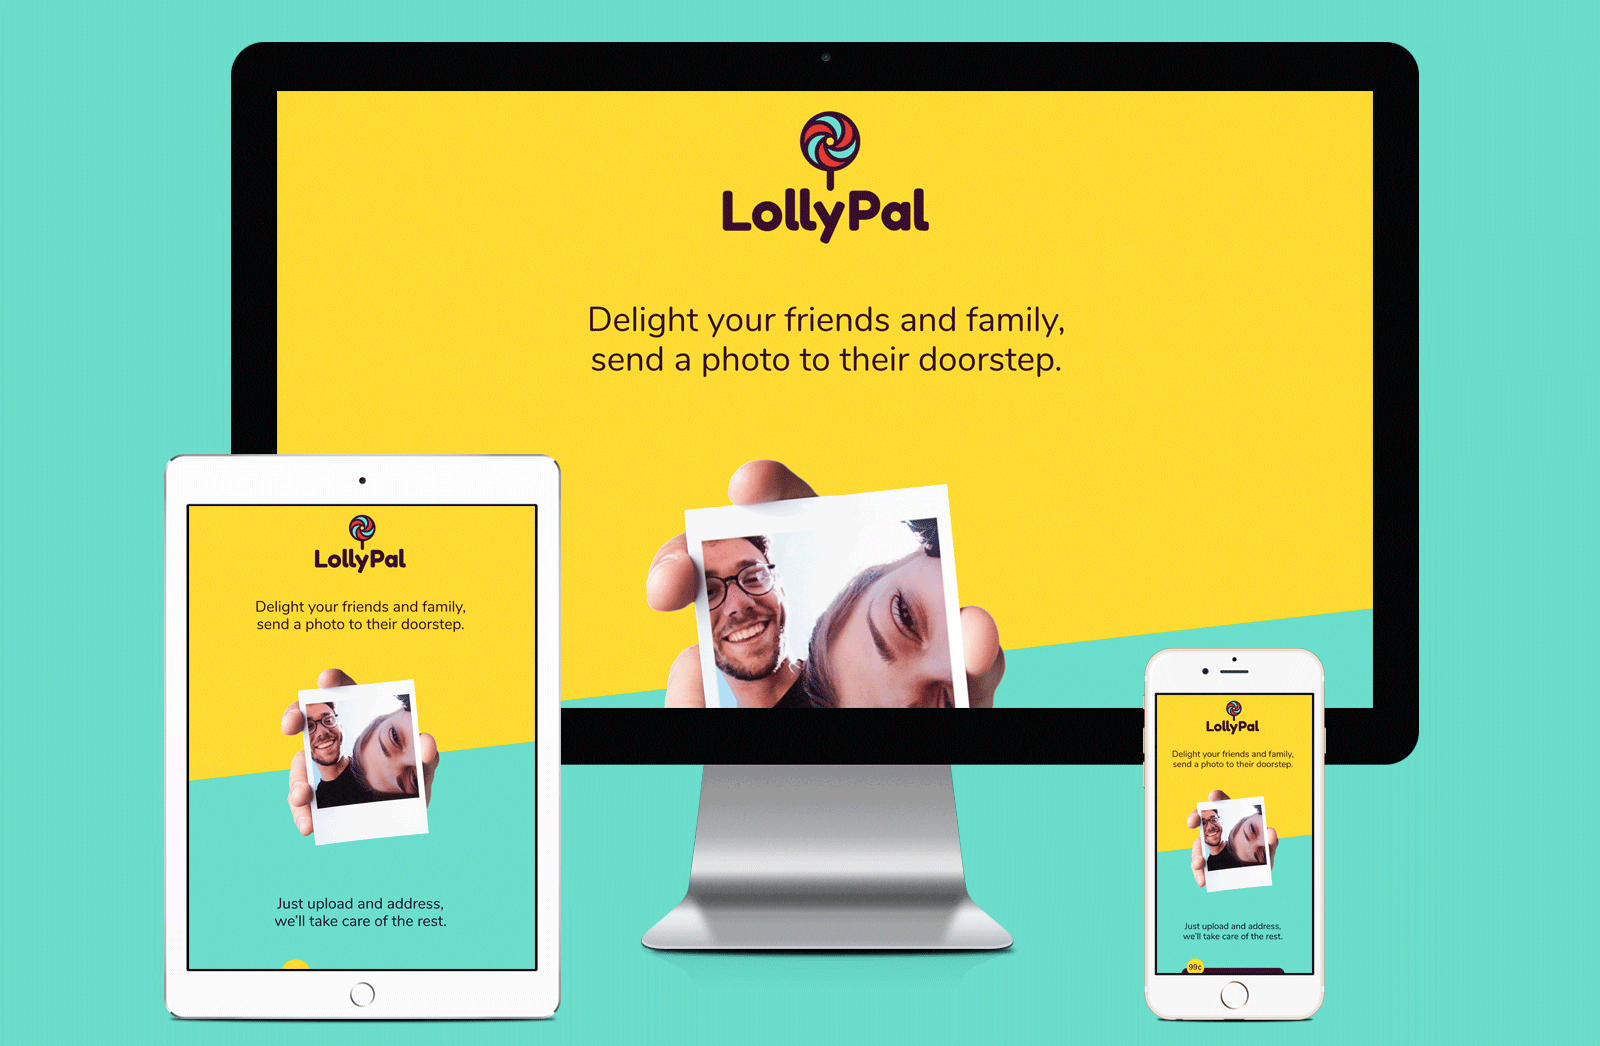 LollyPal
Delight your friends and family,
send a photo to their doorstep.
LollyPal
Delight your friends and family,
send a photo to their doorstep.
Just upload and address,
we'll take care of the rest.
LollyPal
Delight your friends and family,
send a photo to their doorstep.
Just upload and address,
we'll take care of the rest.
99¢